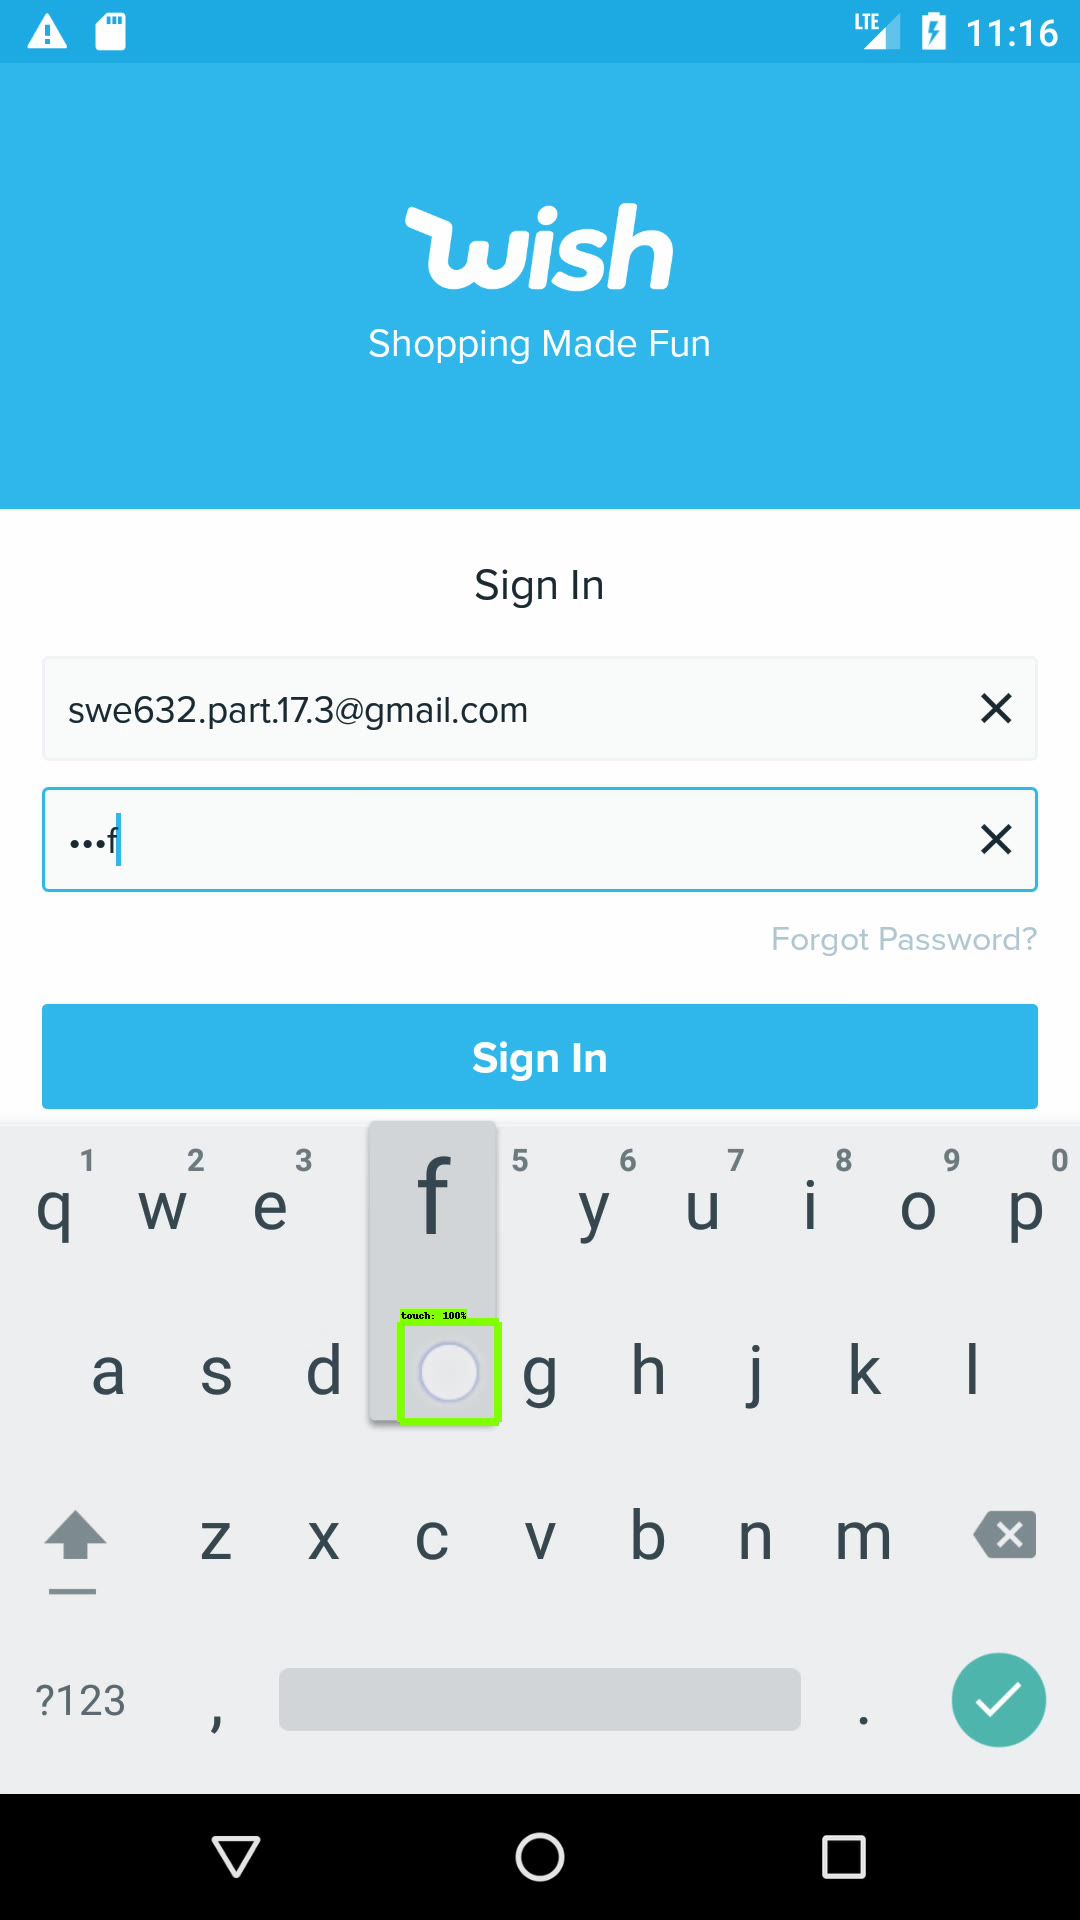 LTE 11:16
wish
Shopping Made Fun
Sign In
swe632.part.17.3@gmail.com
•••f
Forgot Password?
Sign In
1 2 3 5 6 7 8 9 0
q w e f y u i o p
touch: 100%
a s d g h j k l
z x c v b n m
?123 , .